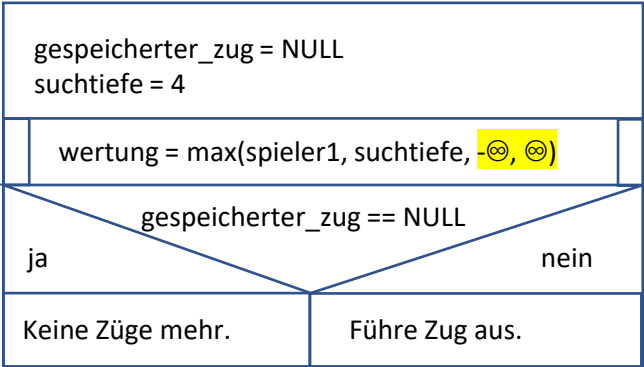 gespeicherter_zug = NULL
suchtiefe = 4
wertung = max(spieler1, suchtiefe, -∞, ∞)
gespeicherter_zug == NULL
ja
nein
Keine Züge mehr.
Führe Zug aus.